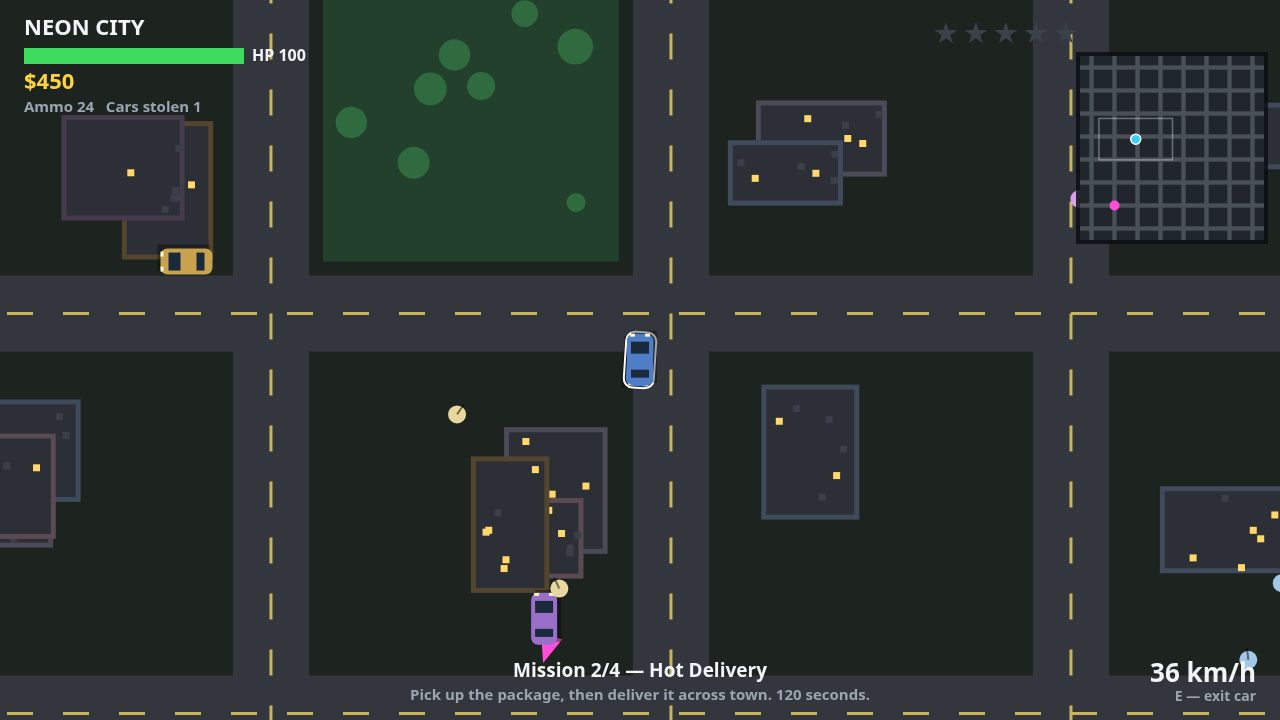 NEON CITY
HP 100
$450
Ammo 24 Cars stolen 1
Mission 2/4 — Hot Delivery
Pick up the package, then deliver it across town. 120 seconds.
36 km/h
E — exit car